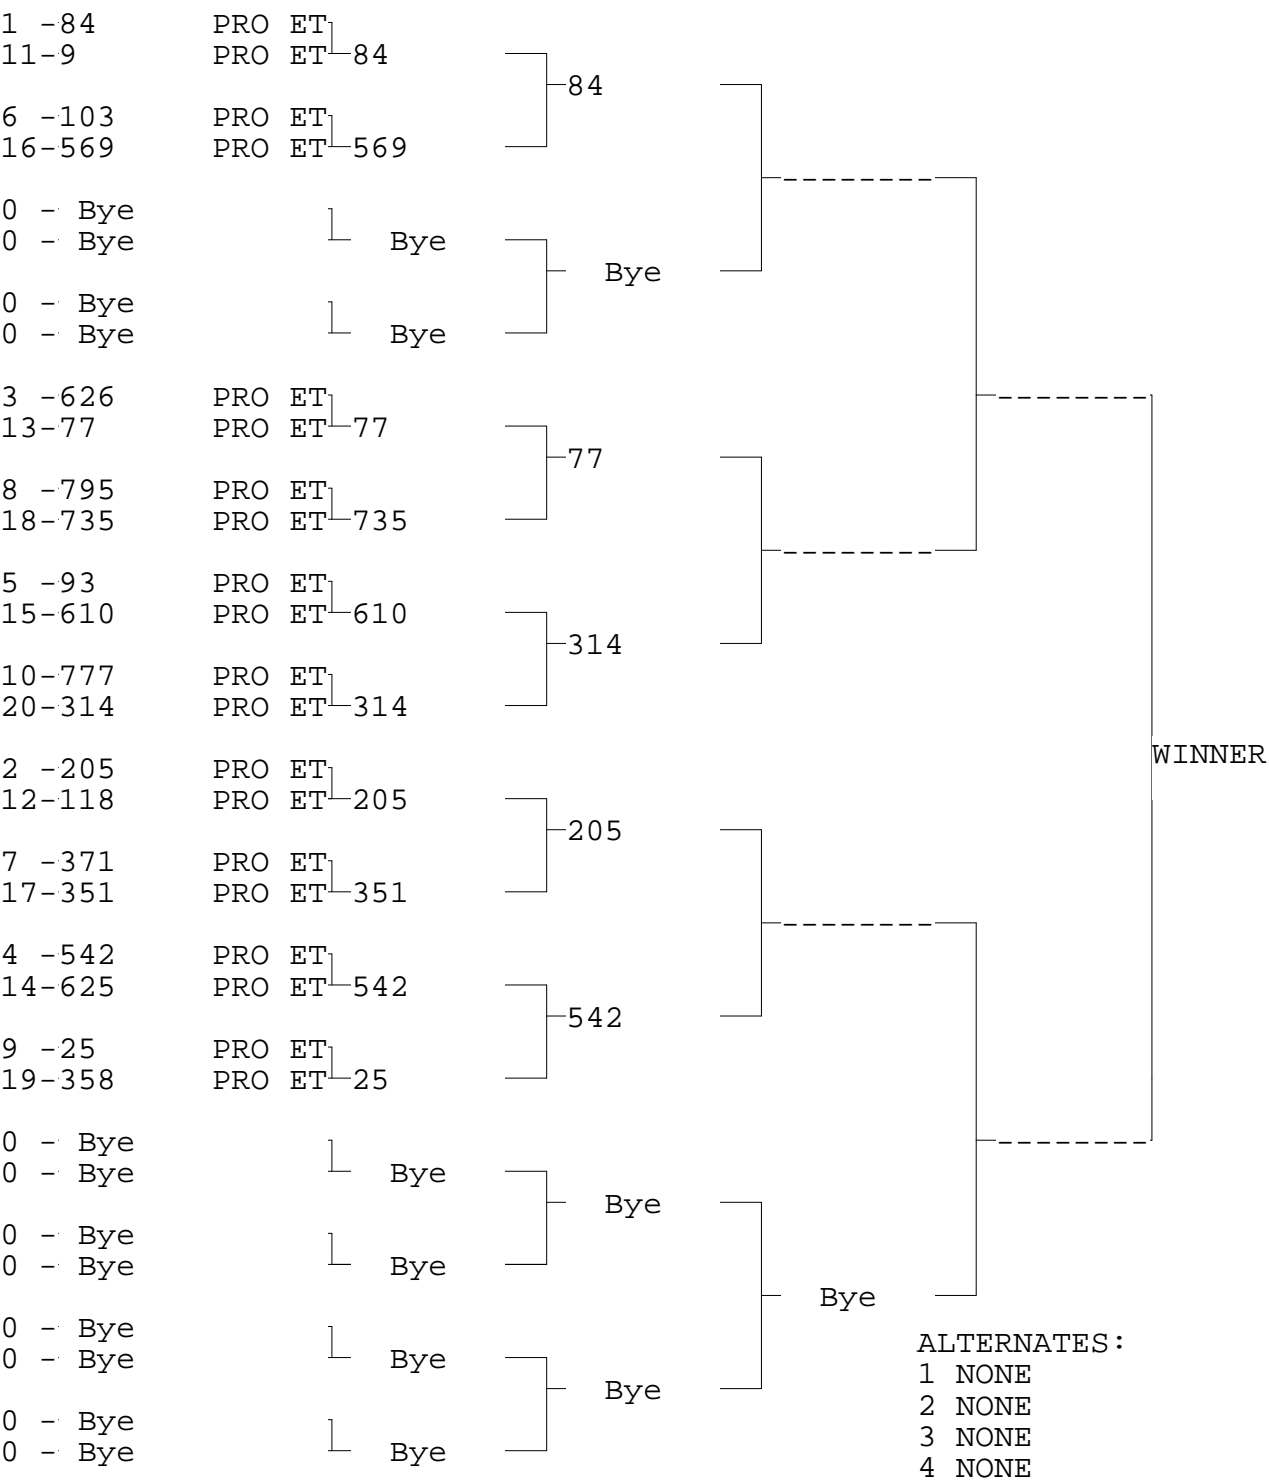 1 -84 PRO ET
11-9 PRO ET 84
84
6 -103 PRO ET
16-569 PRO ET 569
0 - Bye
0 - Bye Bye
Bye
0 - Bye
0 - Bye Bye
3 -626 PRO ET
13-77 PRO ET 77
77
8 -795 PRO ET
18-735 PRO ET 735
5 -93 PRO ET
15-610 PRO ET 610
314
10-777 PRO ET
20-314 PRO ET 314
WINNER
2 -205 PRO ET
12-118 PRO ET 205
205
7 -371 PRO ET
17-351 PRO ET 351
4 -542 PRO ET
14-625 PRO ET 542
542
9 -25 PRO ET
19-358 PRO ET 25
0 - Bye
0 - Bye Bye
Bye
0 - Bye
0 - Bye Bye
Bye
0 - Bye
0 - Bye Bye
Bye
0 - Bye
0 - Bye Bye
ALTERNATES:
1 NONE
2 NONE
3 NONE
4 NONE